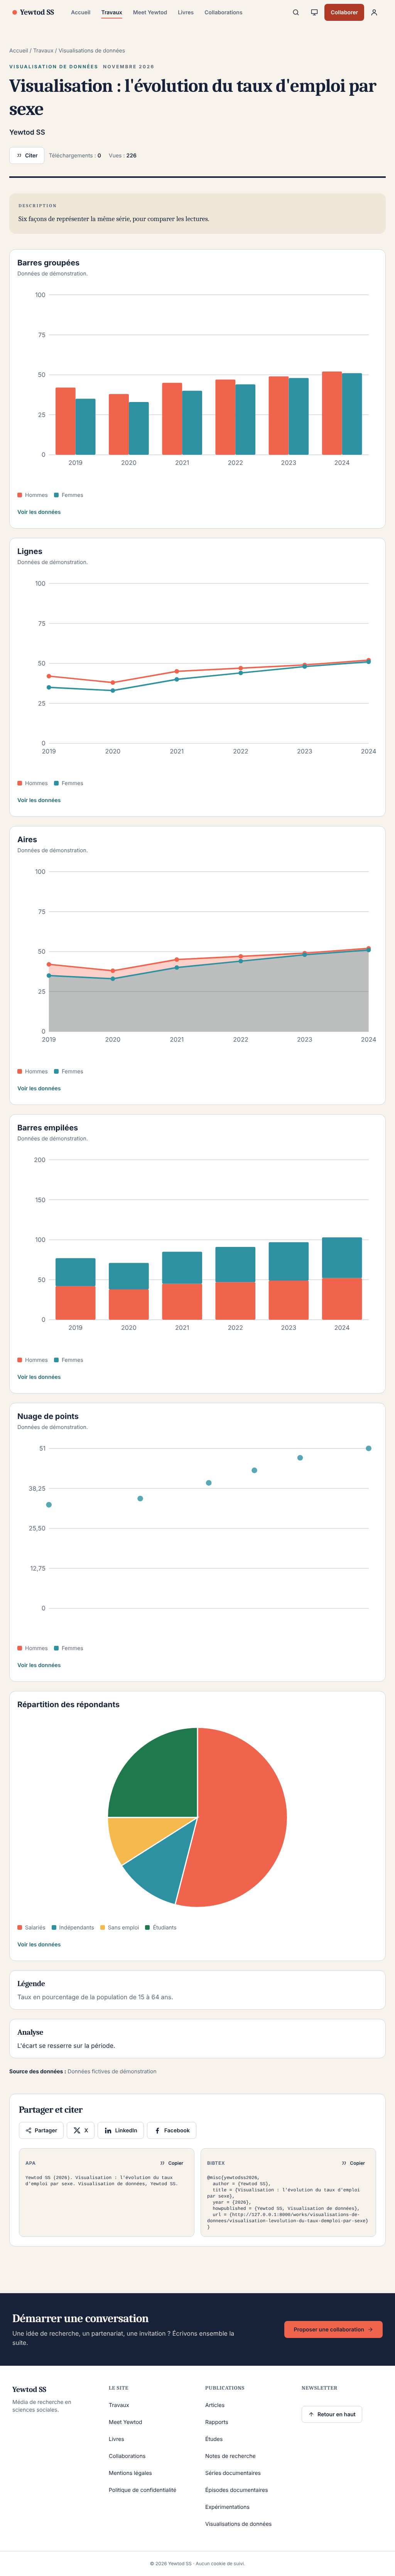 Yewtod SS
Accueil
Travaux
Meet Yewtod
Livres
Collaborations
Collaborer
Accueil / Travaux / Visualisations de données
VISUALISATION DE DONNÉES NOVEMBRE 2026
Visualisation : l'évolution du taux d'emploi par
sexe
Yewtod SS
Citer
Téléchargements : 0
Vues : 226
DESCRIPTION
Six façons de représenter la même série, pour comparer les lectures.
Barres groupées
Données de démonstration.
100
75
50
25
0
2019 2020 2021 2022 2023 2024
Hommes Femmes
Voir les données
Lignes
Données de démonstration.
100
75
50
25
0
2019 2020 2021 2022 2023 2024
Hommes Femmes
Voir les données
Aires
Données de démonstration.
100
75
50
25
0
2019 2020 2021 2022 2023 2024
Hommes Femmes
Voir les données
Barres empilées
Données de démonstration.
200
150
100
50
0
2019 2020 2021 2022 2023 2024
Hommes Femmes
Voir les données
Nuage de points
Données de démonstration.
51
38,25
25,50
12,75
0
Hommes Femmes
Voir les données
Répartition des répondants
Salariés Indépendants Sans emploi Étudiants
Voir les données
Légende
Taux en pourcentage de la population de 15 à 64 ans.
Analyse
L'écart se resserre sur la période.
Source des données : Données fictives de démonstration
Partager et citer
Partager
X
LinkedIn
Facebook
APA
Copier
Yewtod SS (2026). Visualisation : l'évolution du taux
d'emploi par sexe. Visualisation de données, Yewtod SS.
BIBTEX
Copier
@misc{yewtodss2026,
author = {Yewtod SS},
title = {Visualisation : l'évolution du taux d'emploi
par sexe},
year = {2026},
howpublished = {Yewtod SS, Visualisation de données},
url = {http://127.0.0.1:8000/works/visualisations-de-
donnees/visualisation-levolution-du-taux-demploi-par-sexe}
}
Démarrer une conversation
Une idée de recherche, un partenariat, une invitation ? Écrivons ensemble la
suite.
Proposer une collaboration
Yewtod SS
Média de recherche en
sciences sociales.
LE SITE
Travaux
Meet Yewtod
Livres
Collaborations
Mentions légales
Politique de confidentialité
PUBLICATIONS
Articles
Rapports
Études
Notes de recherche
Séries documentaires
Épisodes documentaires
Expérimentations
Visualisations de données
NEWSLETTER
Retour en haut
© 2026 Yewtod SS · Aucun cookie de suivi